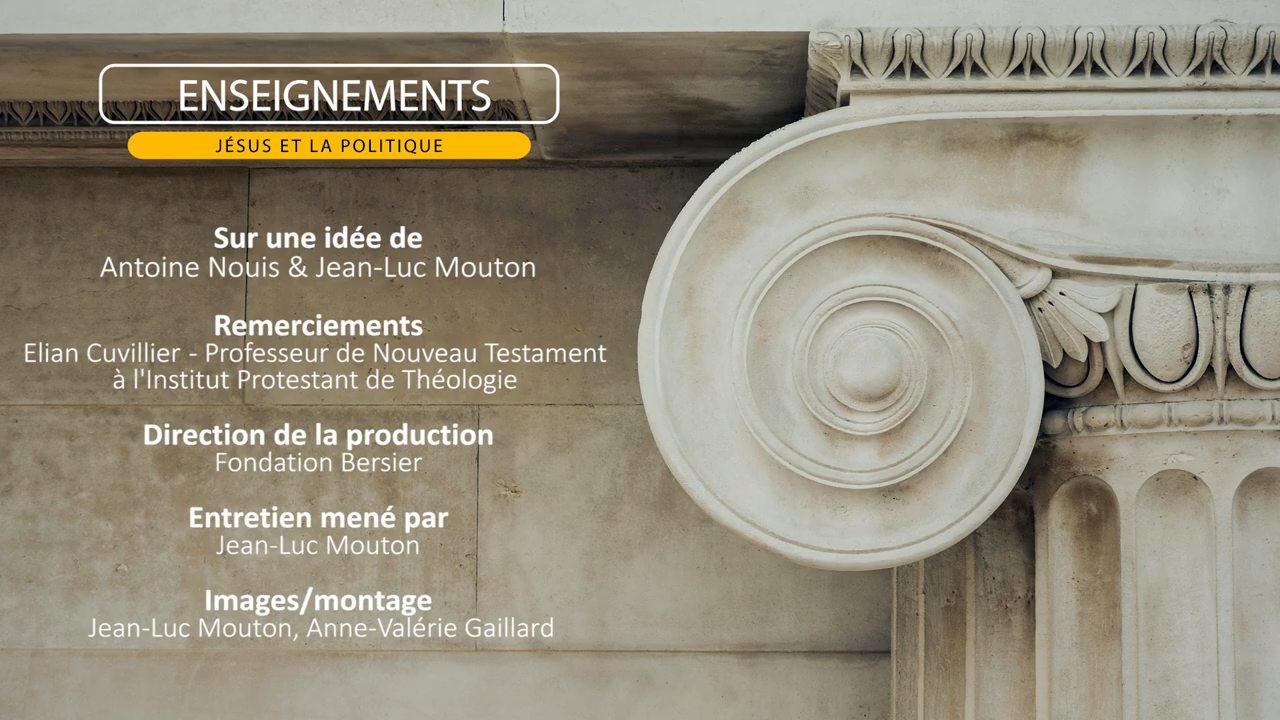 ENSEIGNEMENTS
JÉSUS ET LA POLITIQUE
Sur une idée de
Antoine Nouis & Jean-Luc Mouton
Remerciements
Elian Cuvillier - Professeur de Nouveau Testament
à l'Institut Protestant de Théologie
Direction de la production
Fondation Bersier
Entretien mené par
Jean-Luc Mouton
Images/montage
Jean-Luc Mouton, Anne-Valérie Gaillard